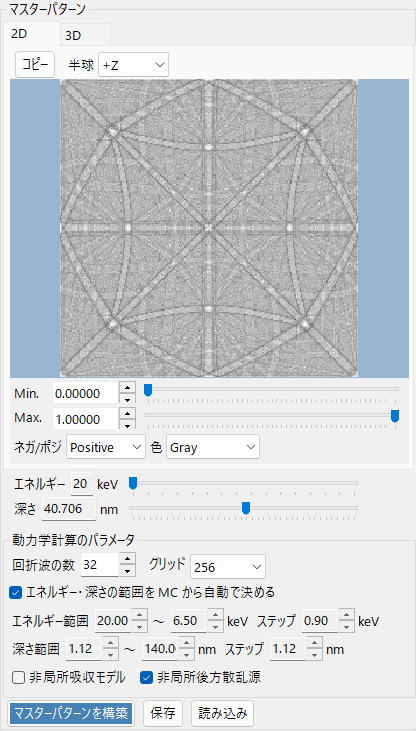 マスターパターン
2D 3D
コピー 半球 +Z
Min. 0.00000
Max. 1.00000
ネガ/ポジ Positive 色 Gray
エネルギー 20 keV
深さ 40.706 nm
動力学計算のパラメータ
回折波の数 32 グリッド 256
エネルギー・深さの範囲をMCから自動で決める
エネルギー範囲 20.00 ～ 6.50 keV ステップ 0.90 keV
深さ範囲 1.12 ～ 140.0 nm ステップ 1.12 nm
非局所吸収モデル 非局所後方散乱源
マスターパターンを構築 保存 読み込み